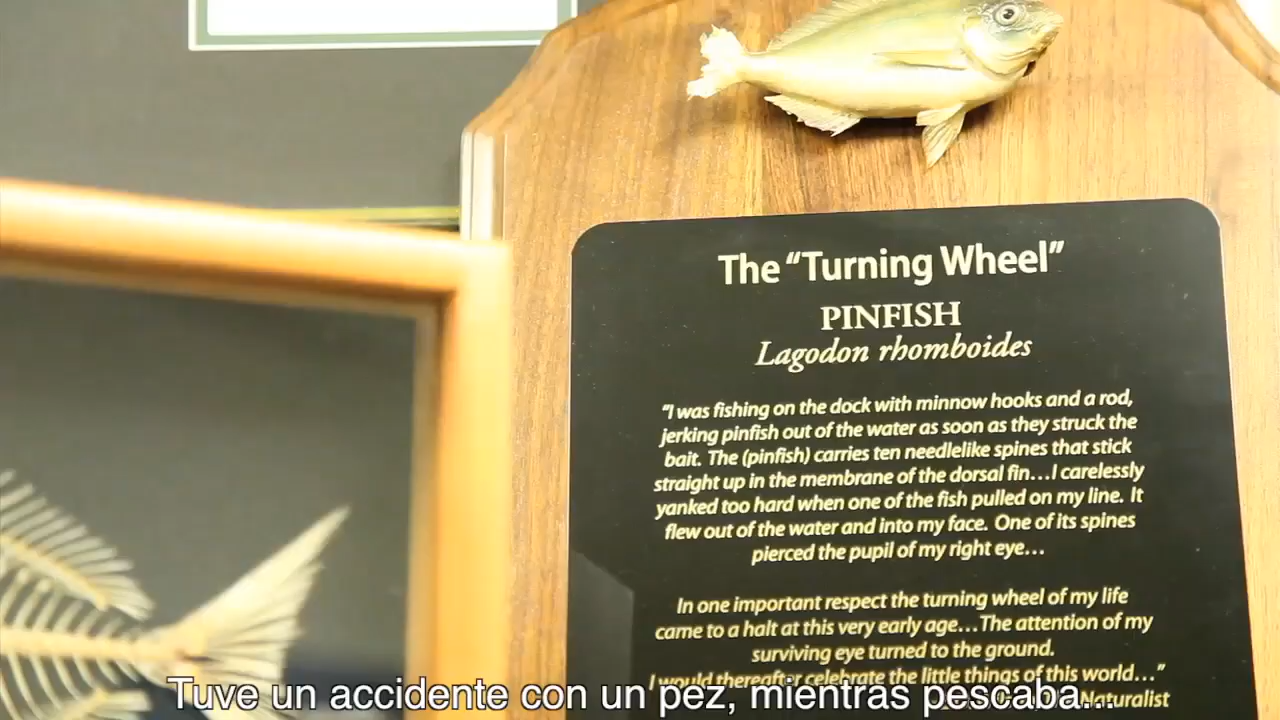 The “Turning Wheel”
PINFISH
Lagodon rhomboides
“I was fishing on the dock with minnow hooks and a rod,
jerking pinfish out of the water as soon as they struck the
bait. The (pinfish) carries ten needlelike spines that stick
straight up in the membrane of the dorsal fin…I carelessly
yanked too hard when one of the fish pulled on my line. It
flew out of the water and into my face. One of its spines
pierced the pupil of my right eye…
In one important respect the turning wheel of my life
came to a halt at this very early age…The attention of my
surviving eye turned to the ground.
I would thereafter celebrate the little things of this world…”
Naturalist
Tuve un accidente con un pez, mientras pescaba...